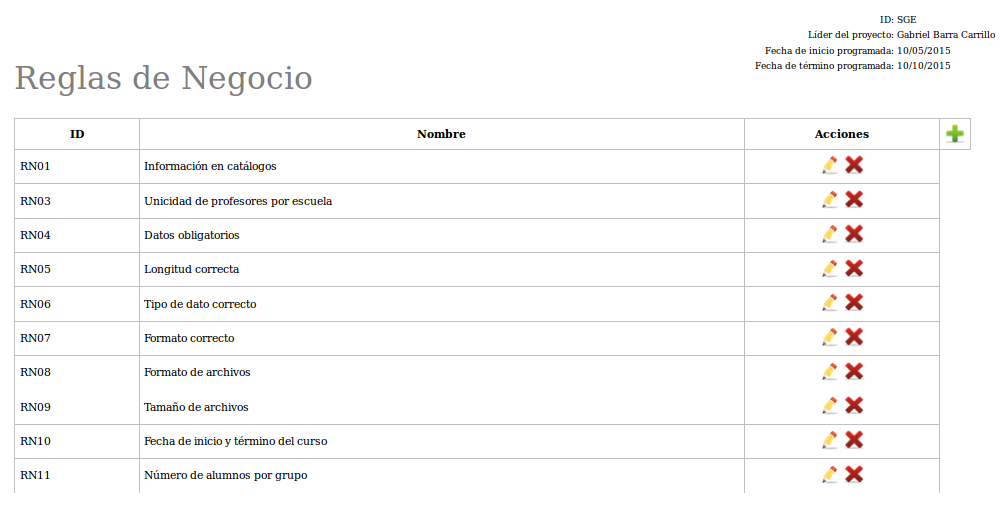 ID: SGE
Líder del proyecto: Gabriel Barra Carrillo
Fecha de inicio programada: 10/05/2015
Fecha de término programada: 10/10/2015
Reglas de Negocio
ID Nombre Acciones
RN01 Información en catálogos
RN03 Unicidad de profesores por escuela
RN04 Datos obligatorios
RN05 Longitud correcta
RN06 Tipo de dato correcto
RN07 Formato correcto
RN08 Formato de archivos
RN09 Tamaño de archivos
RN10 Fecha de inicio y término del curso
RN11 Número de alumnos por grupo